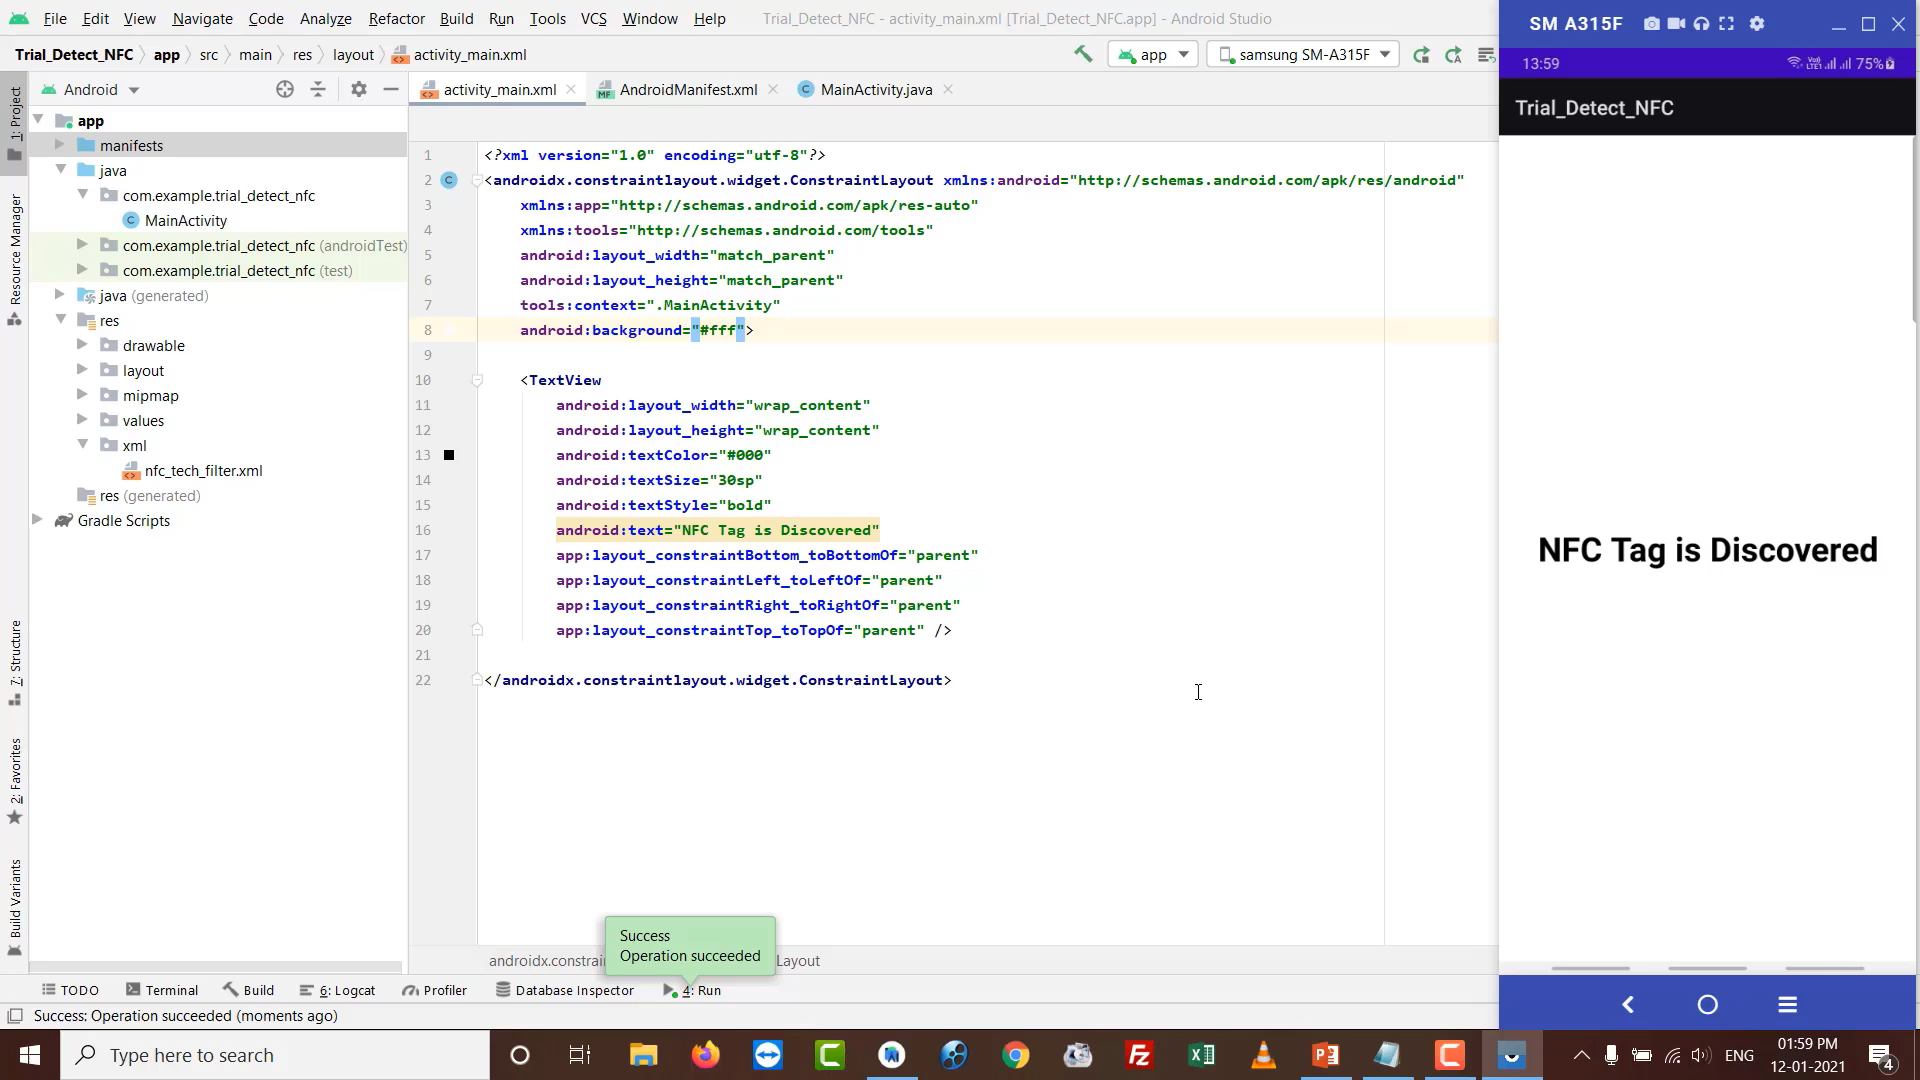 File Edit View Navigate Code Analyze Refactor Build Run Tools VCS Window Help Trial_Detect_NFC - activity_main.xml [Trial_Detect_NFC.app] - Android Studio
Trial_Detect_NFC app src main res layout activity_main.xml app samsung SM-A315F
Android
activity_main.xml AndroidManifest.xml MainActivity.java
1: Project
Resource Manager
7: Structure
2: Favorites
Build Variants
app
manifests
java
com.example.trial_detect_nfc
MainActivity
com.example.trial_detect_nfc (androidTest)
com.example.trial_detect_nfc (test)
java (generated)
res
drawable
layout
mipmap
values
xml
nfc_tech_filter.xml
res (generated)
Gradle Scripts
1 <?xml version="1.0" encoding="utf-8"?>
2 <androidx.constraintlayout.widget.ConstraintLayout xmlns:android="http://schemas.android.com/apk/res/android"
3 xmlns:app="http://schemas.android.com/apk/res-auto"
4 xmlns:tools="http://schemas.android.com/tools"
5 android:layout_width="match_parent"
6 android:layout_height="match_parent"
7 tools:context=".MainActivity"
8 android:background="#fff">
9
10 <TextView
11 android:layout_width="wrap_content"
12 android:layout_height="wrap_content"
13 android:textColor="#000"
14 android:textSize="30sp"
15 android:textStyle="bold"
16 android:text="NFC Tag is Discovered"
17 app:layout_constraintBottom_toBottomOf="parent"
18 app:layout_constraintLeft_toLeftOf="parent"
19 app:layout_constraintRight_toRightOf="parent"
20 app:layout_constraintTop_toTopOf="parent" />
21
22 </androidx.constraintlayout.widget.ConstraintLayout>
androidx.constrai Layout
Success
Operation succeeded
TODO Terminal Build 6: Logcat Profiler Database Inspector 4: Run
Success: Operation succeeded (moments ago)
SM A315F
13:59 75%
Trial_Detect_NFC
NFC Tag is Discovered
Type here to search
ENG
01:59 PM
12-01-2021
4